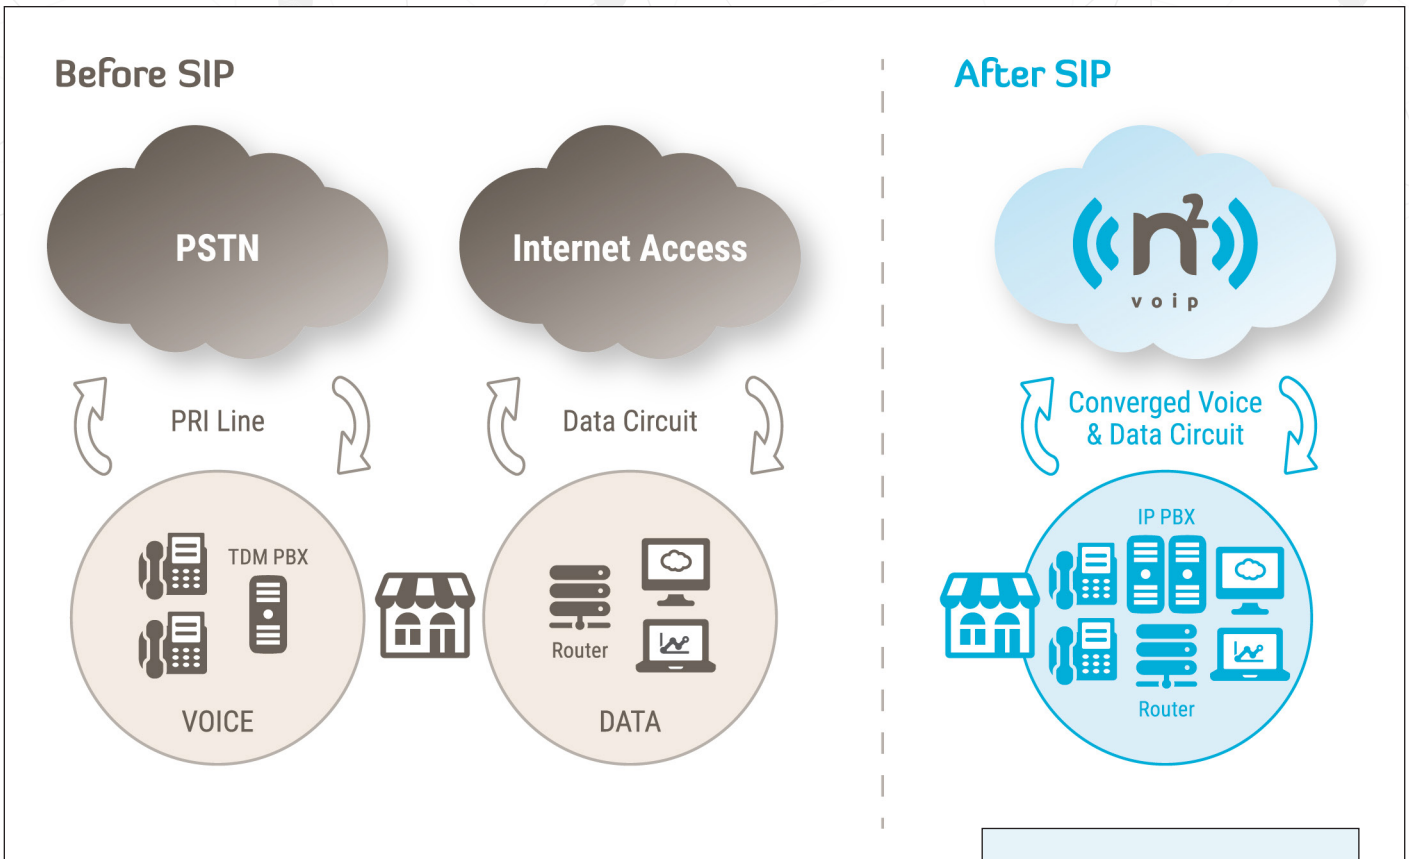 Before SIP
After SIP
PSTN
Internet Access
n²
voip
PRI Line
Data Circuit
Converged Voice
& Data Circuit
TDM PBX
VOICE
Router
DATA
IP PBX
Router